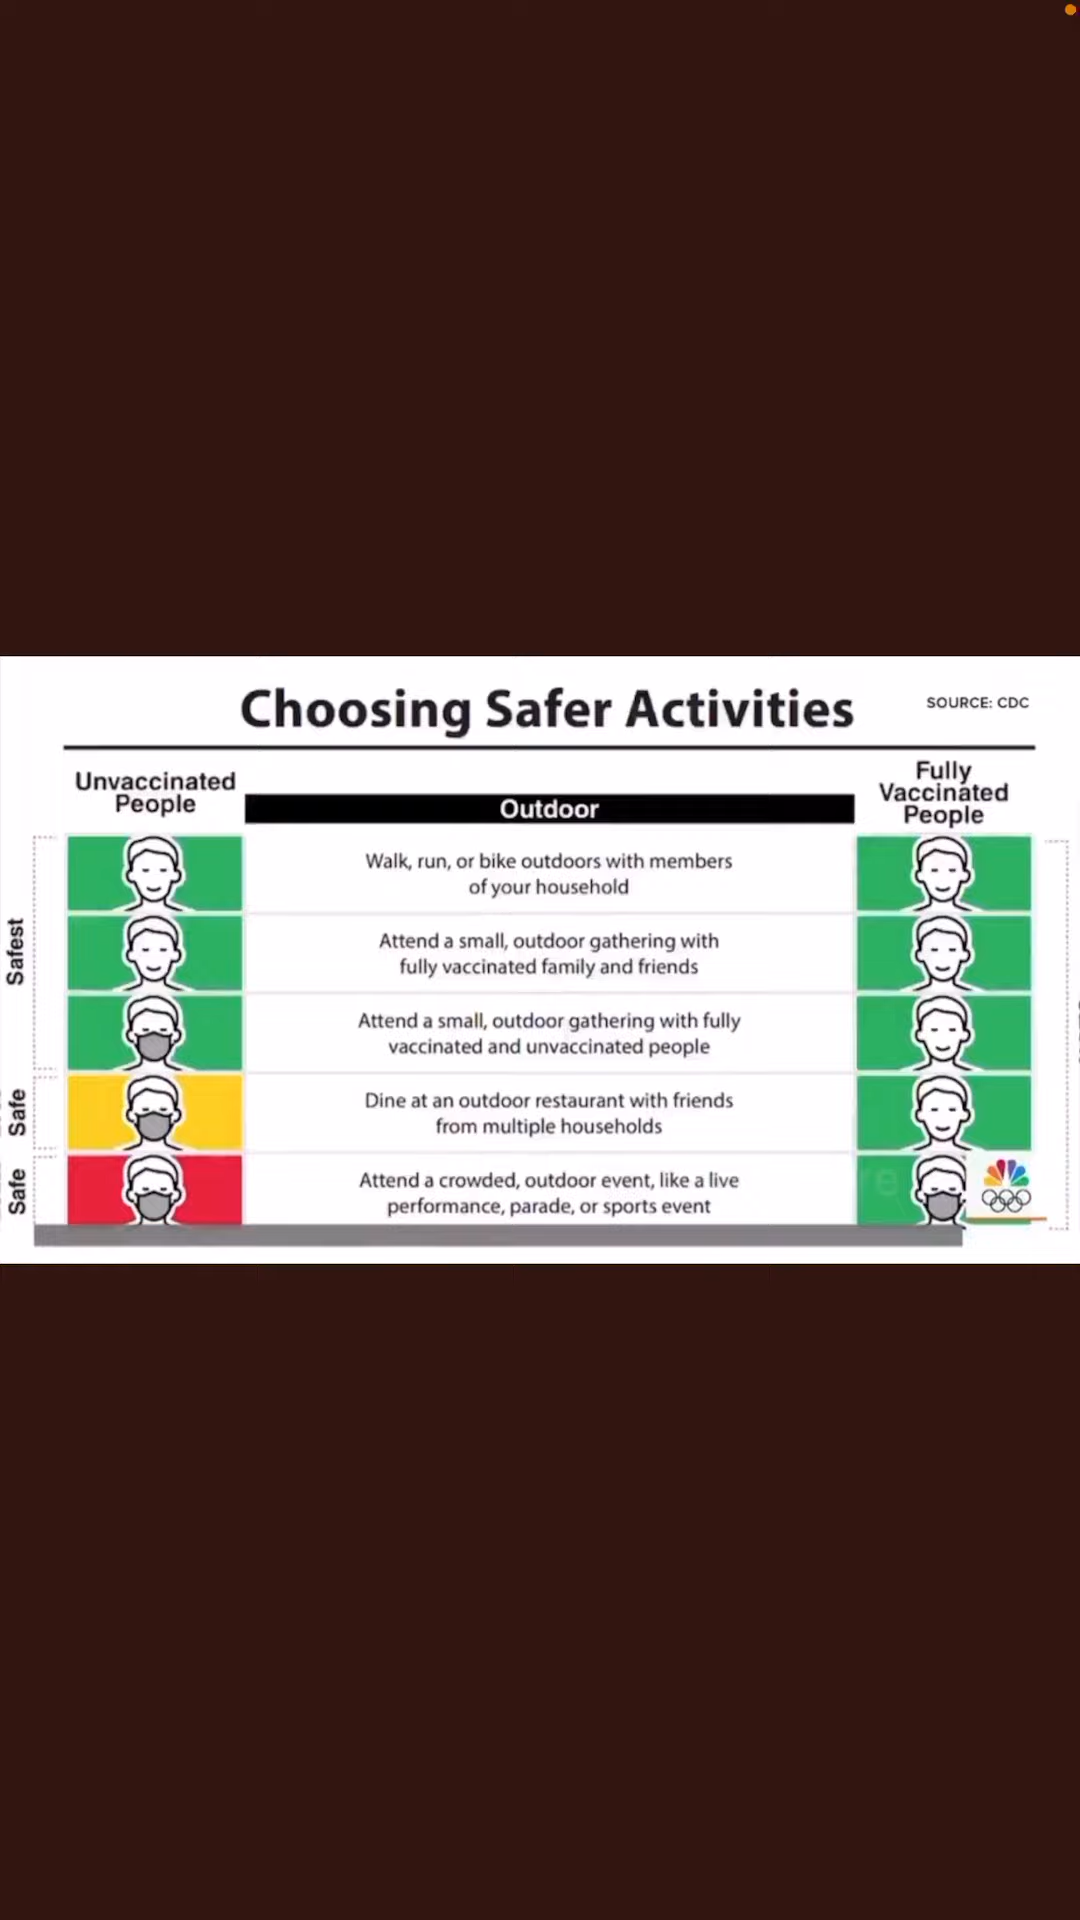 Choosing Safer Activities
SOURCE: CDC
Unvaccinated
People
Outdoor
Fully
Vaccinated
People
Safest
Walk, run, or bike outdoors with members
of your household
Attend a small, outdoor gathering with
fully vaccinated family and friends
Attend a small, outdoor gathering with fully
vaccinated and unvaccinated people
Safe
Dine at an outdoor restaurant with friends
from multiple households
Safe
Attend a crowded, outdoor event, like a live
performance, parade, or sports event
re